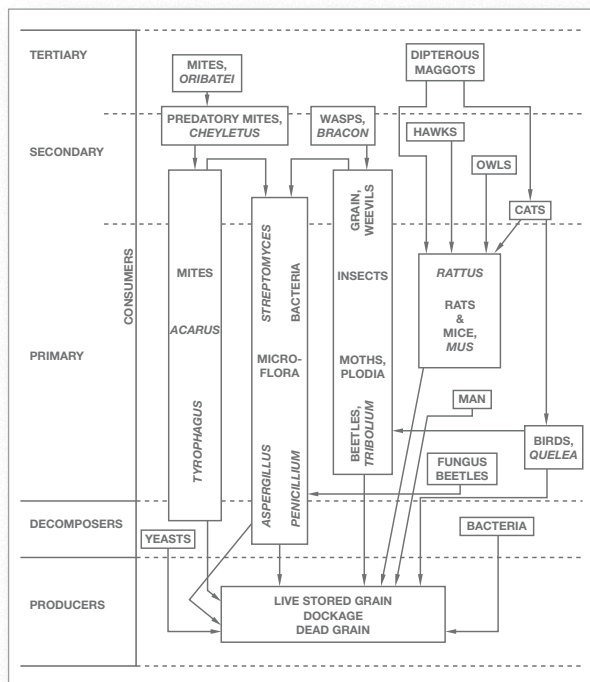 TERTIARY
MITES,
ORIBATEI
DIPTEROUS
MAGGOTS
PREDATORY MITES,
CHEYLETUS
WASPS,
BRACON
HAWKS
SECONDARY
OWLS
CATS
CONSUMERS
MITES
ACARUS
TYROPHAGUS
STREPTOMYCES
BACTERIA
MICRO-
FLORA
ASPERGILLUS
PENICILLIUM
GRAIN,
WEEVILS
INSECTS
MOTHS,
PLODIA
BEETLES,
TRIBOLIUM
RATTUS
RATS
&
MICE,
MUS
PRIMARY
MAN
BIRDS,
QUELEA
FUNGUS
BEETLES
DECOMPOSERS
YEASTS
BACTERIA
PRODUCERS
LIVE STORED GRAIN
DOCKAGE
DEAD GRAIN